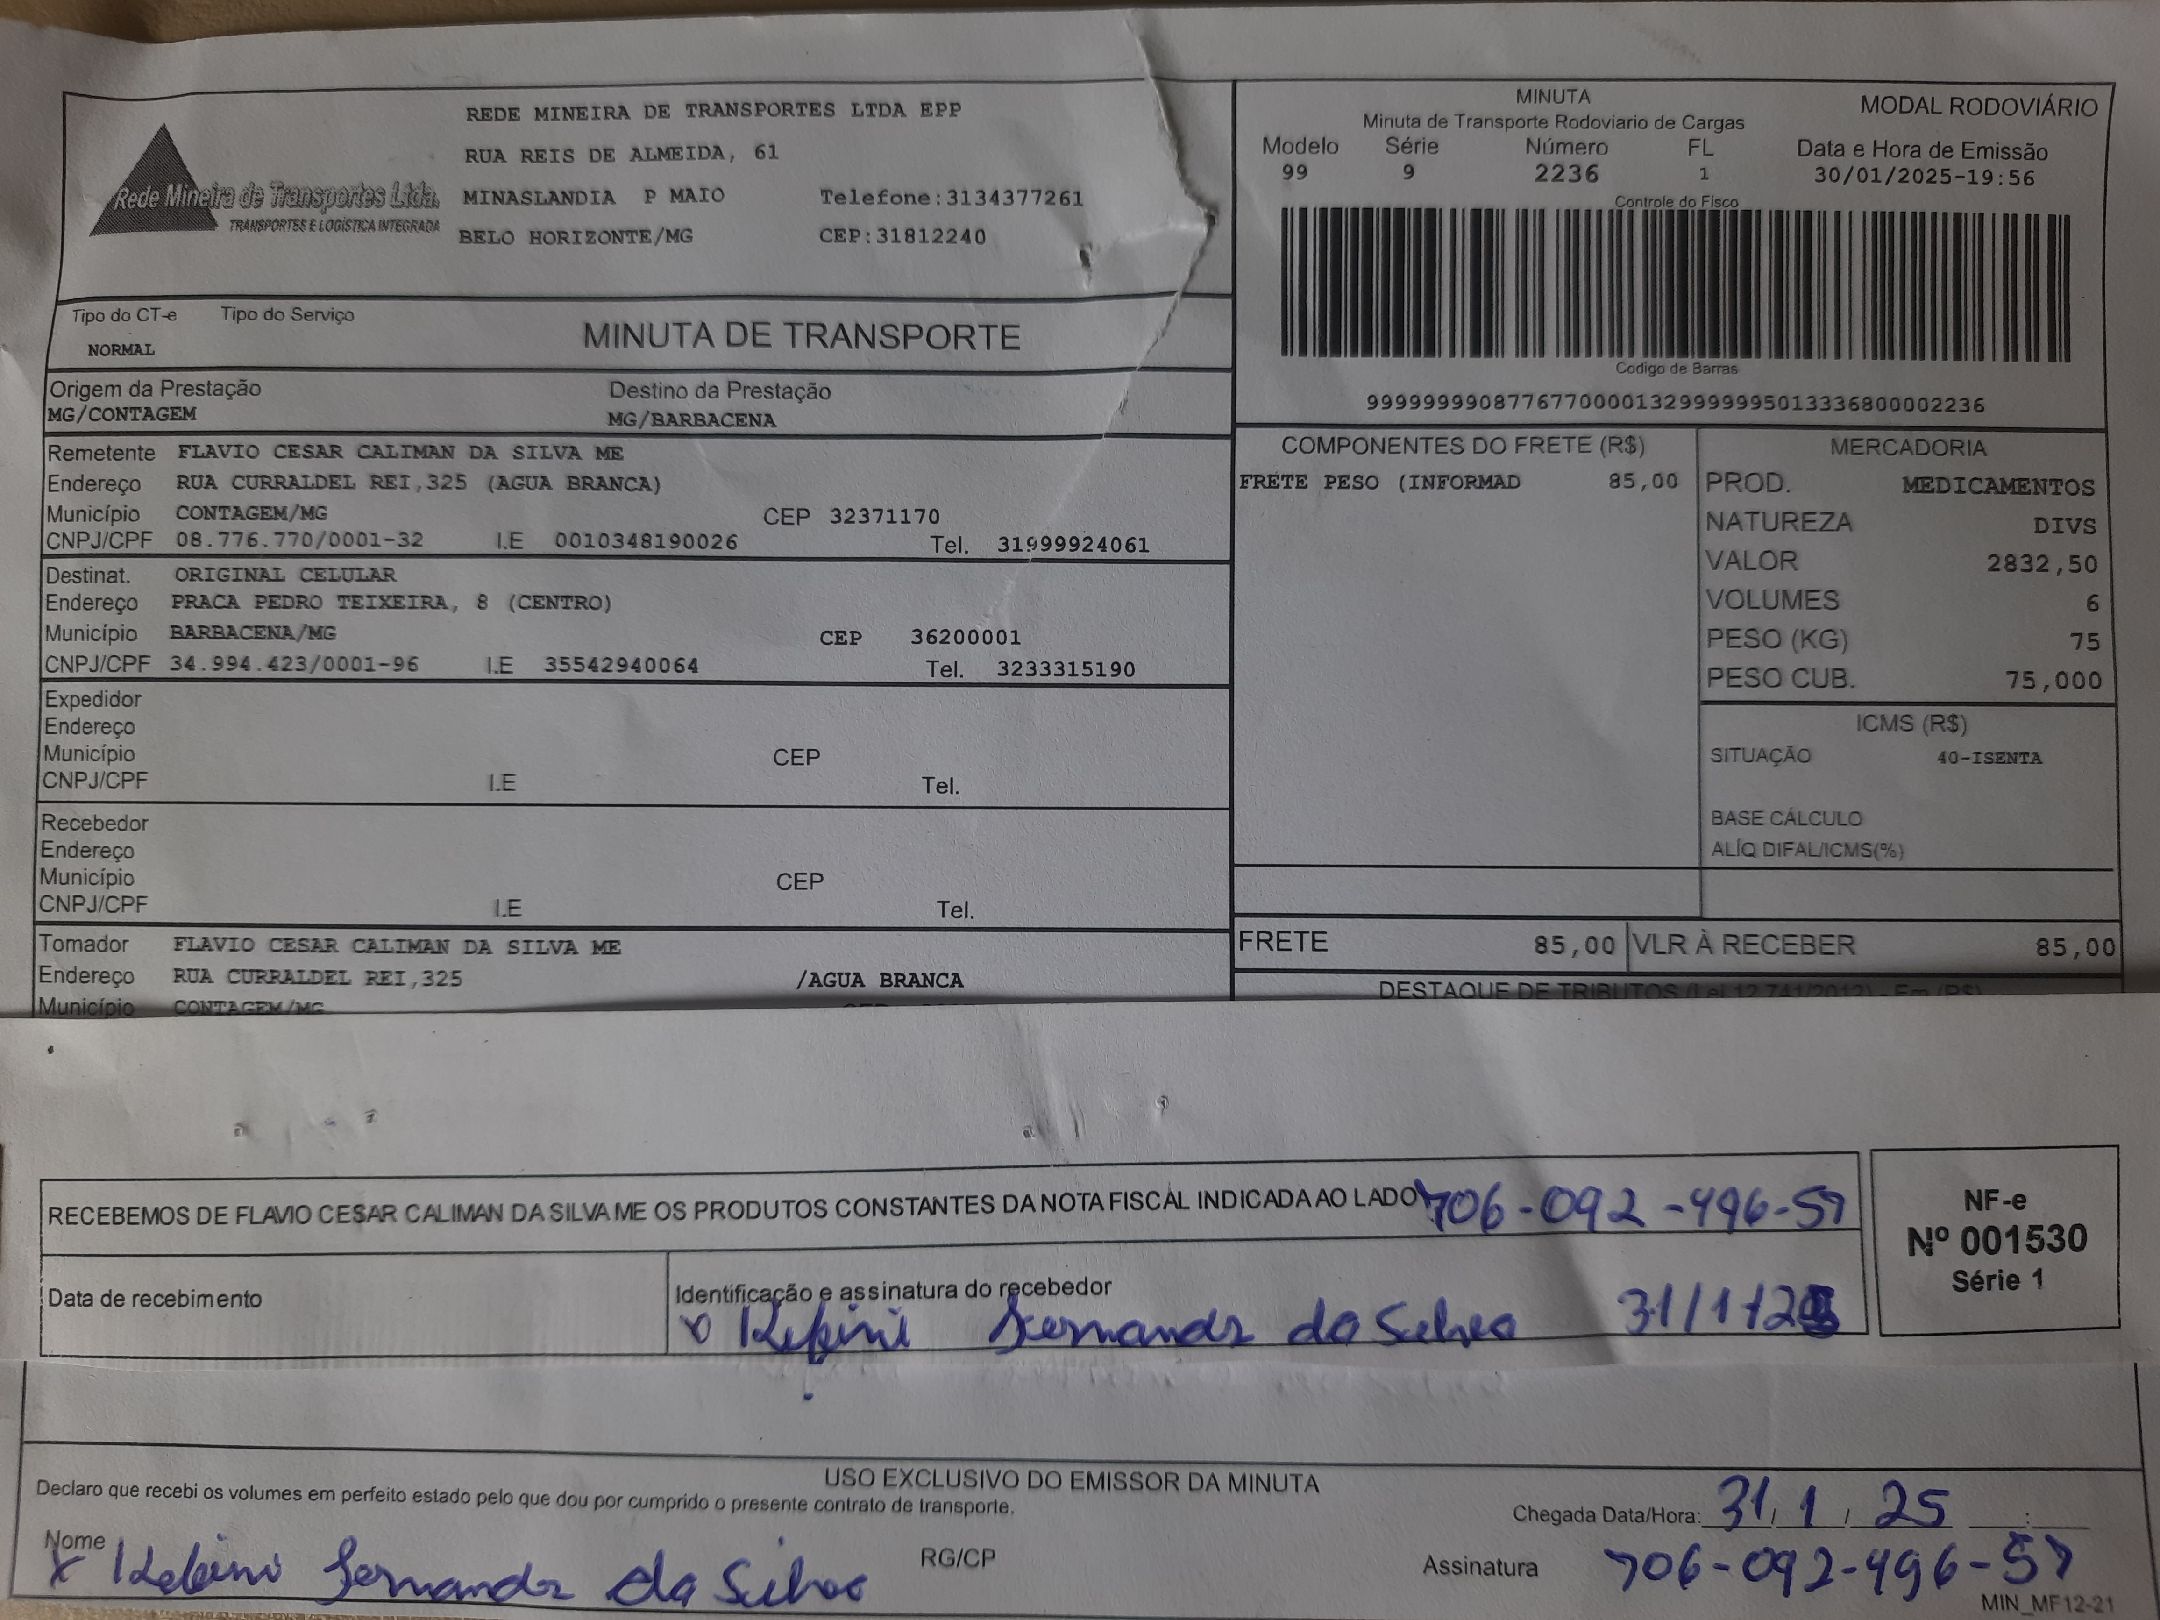 Rede Mineira de Transportes Ltda.
TRANSPORTES E LOGÍSTICA INTEGRADA
REDE MINEIRA DE TRANSPORTES LTDA EPP
RUA REIS DE ALMEIDA, 61
MINASLANDIA P MAIO Telefone:3134377261
BELO HORIZONTE/MG CEP:31812240
MINUTA
MODAL RODOVIÁRIO
Minuta de Transporte Rodoviario de Cargas
Modelo Série Número FL Data e Hora de Emissão
99 9 2236 1 30/01/2025-19:56
Controle do Fisco
Codigo de Barras
Tipo do CT-e Tipo do Serviço
NORMAL
MINUTA DE TRANSPORTE
Origem da Prestação Destino da Prestação
MG/CONTAGEM MG/BARBACENA
Remetente FLAVIO CESAR CALIMAN DA SILVA ME
Endereço RUA CURRALDEL REI,325 (AGUA BRANCA)
Município CONTAGEM/MG CEP 32371170
CNPJ/CPF 08.776.770/0001-32 I.E 0010348190026 Tel. 31999924061
Destinat. ORIGINAL CELULAR
Endereço PRACA PEDRO TEIXEIRA, 8 (CENTRO)
Município BARBACENA/MG CEP 36200001
CNPJ/CPF 34.994.423/0001-96 I.E 35542940064 Tel. 3233315190
Expedidor
Endereço
Município CEP
CNPJ/CPF I.E Tel.
Recebedor
Endereço
Município CEP
CNPJ/CPF I.E Tel.
Tomador FLAVIO CESAR CALIMAN DA SILVA ME
Endereço RUA CURRALDEL REI,325 /AGUA BRANCA
Município CONTAGEM/MG
COMPONENTES DO FRETE (R$)
FRETE PESO (INFORMAD 85,00
MERCADORIA
PROD. MEDICAMENTOS
NATUREZA DIVS
VALOR 2832,50
VOLUMES 6
PESO (KG) 75
PESO CUB. 75,000
ICMS (R$)
SITUAÇÃO 40-ISENTA
BASE CÁLCULO
ALÍQ DIFAL/ICMS(%)
FRETE 85,00 VLR À RECEBER 85,00
DESTAQUE DE TRIBUTOS (Lei 12.741/2012) - Em (R$)
RECEBEMOS DE FLAVIO CESAR CALIMAN DA SILVA ME OS PRODUTOS CONSTANTES DA NOTA FISCAL INDICADA AO LADO 706-092-496-57
Data de recebimento
Identificação e assinatura do recebedor
da Silva 31/1/25
NF-e
Nº 001530
Série 1
USO EXCLUSIVO DO EMISSOR DA MINUTA
Declaro que recebi os volumes em perfeito estado pelo que dou por cumprido o presente contrato de transporte.
Chegada Data/Hora: 31/1/25 :
Nome da Silva RG/CP Assinatura 706-092-496-57
MIN_MF12-21